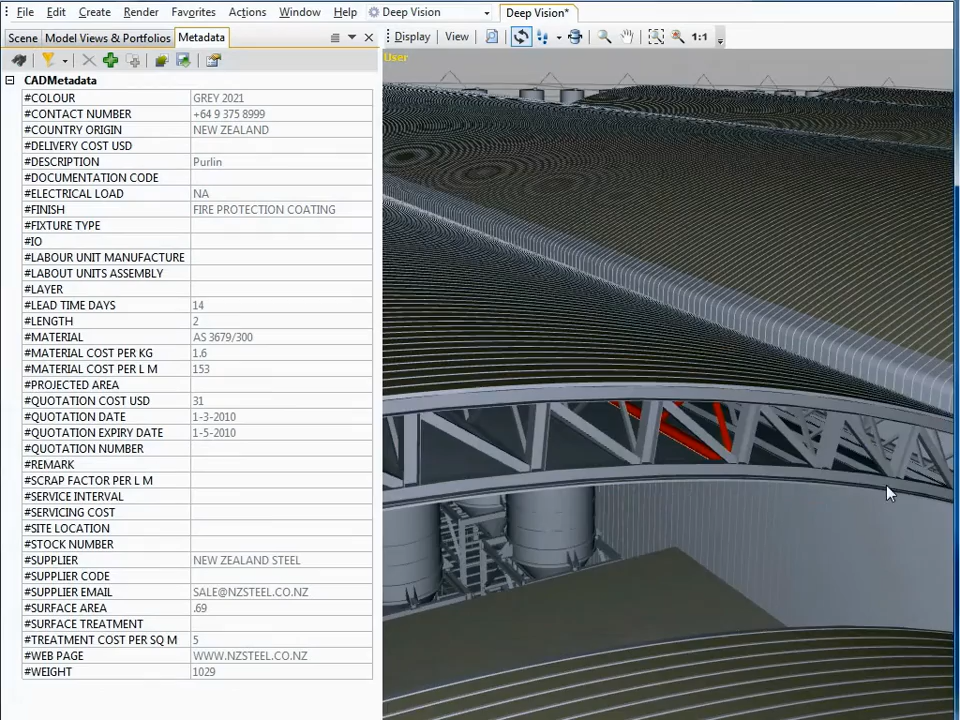 File Edit Create Render Favorites Actions Window Help Deep Vision Deep Vision*
Scene Model Views & Portfolios Metadata
Display View 1:1
User
CADMetadata
#COLOUR GREY 2021
#CONTACT NUMBER +64 9 375 8999
#COUNTRY ORIGIN NEW ZEALAND
#DELIVERY COST USD
#DESCRIPTION Purlin
#DOCUMENTATION CODE
#ELECTRICAL LOAD NA
#FINISH FIRE PROTECTION COATING
#FIXTURE TYPE
#IO
#LABOUR UNIT MANUFACTURE
#LABOUT UNITS ASSEMBLY
#LAYER
#LEAD TIME DAYS 14
#LENGTH 2
#MATERIAL AS 3679/300
#MATERIAL COST PER KG 1.6
#MATERIAL COST PER L M 153
#PROJECTED AREA
#QUOTATION COST USD 31
#QUOTATION DATE 1-3-2010
#QUOTATION EXPIRY DATE 1-5-2010
#QUOTATION NUMBER
#REMARK
#SCRAP FACTOR PER L M
#SERVICE INTERVAL
#SERVICING COST
#SITE LOCATION
#STOCK NUMBER
#SUPPLIER NEW ZEALAND STEEL
#SUPPLIER CODE
#SUPPLIER EMAIL SALE@NZSTEEL.CO.NZ
#SURFACE AREA .69
#SURFACE TREATMENT
#TREATMENT COST PER SQ M 5
#WEB PAGE WWW.NZSTEEL.CO.NZ
#WEIGHT 1029